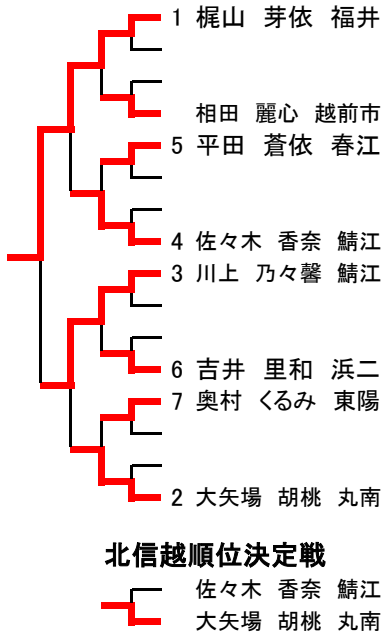 1 梶山 芽依 福井
相田 麗心 越前市
5 平田 蒼依 春江
4 佐々木 香奈 鯖江
3 川上 乃々馨 鯖江
6 吉井 里和 浜二
7 奥村 くるみ 東陽
2 大矢場 胡桃 丸南
北信越順位決定戦
佐々木 香奈 鯖江
大矢場 胡桃 丸南